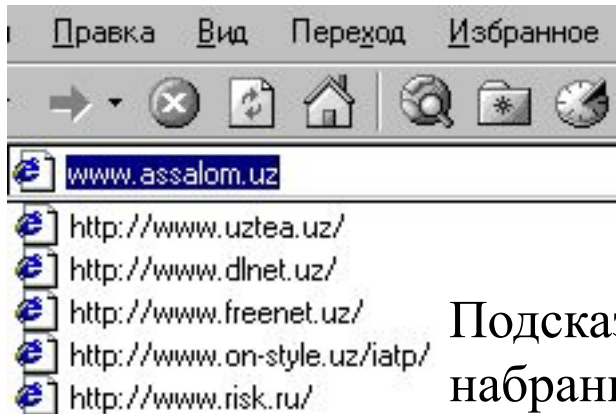 Правка Вид Переход Избранное
www.assalom.uz
http://www.uztea.uz/
http://www.dlnet.uz/
http://www.freenet.uz/
http://www.on-style.uz/iatp/
http://www.risk.ru/